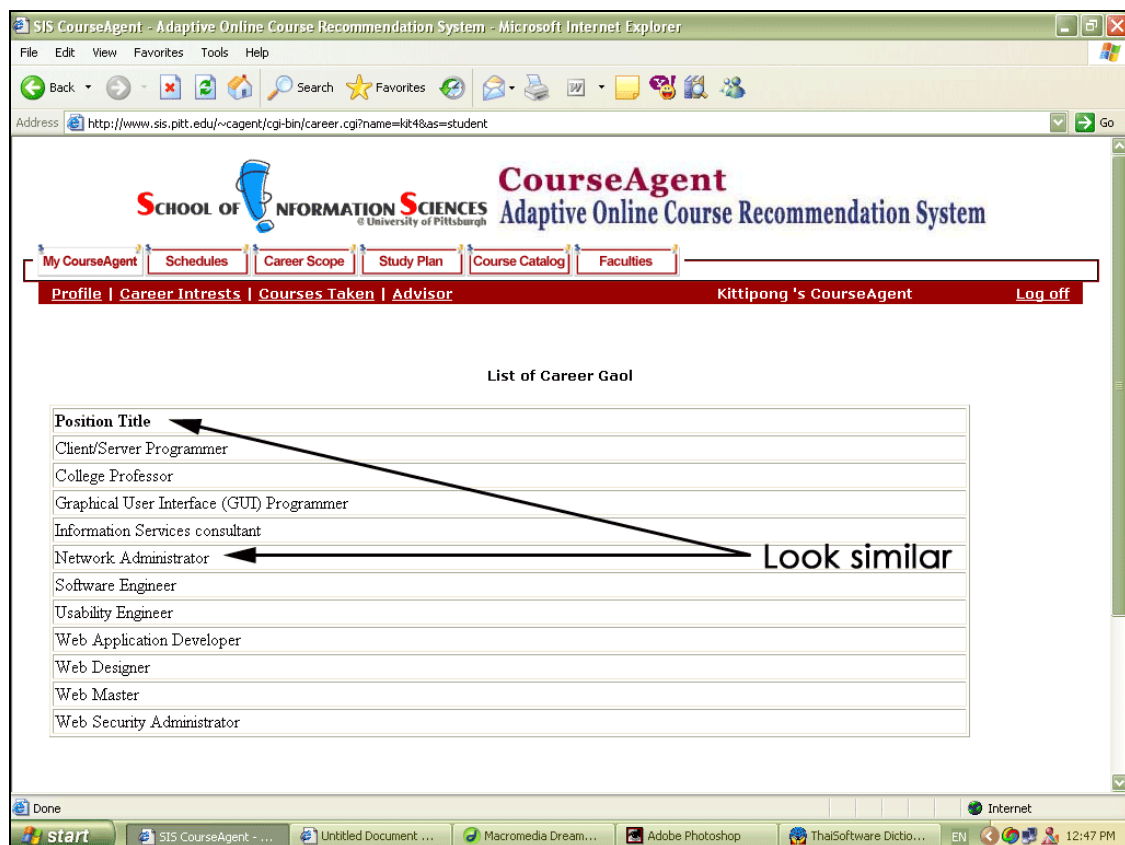 SIS CourseAgent - Adaptive Online Course Recommendation System - Microsoft Internet Explorer
File Edit View Favorites Tools Help
Back Search Favorites
Address http://www.sis.pitt.edu/~cagent/cgi-bin/career.cgi?name=kit4&as=student Go
CourseAgent
SCHOOL OF INFORMATION SCIENCES Adaptive Online Course Recommendation System
@ University of Pittsburgh
My CourseAgent Schedules Career Scope Study Plan Course Catalog Faculties
Profile | Career Intrests | Courses Taken | Advisor Kittipong 's CourseAgent Log off
List of Career Gaol
Position Title
Client/Server Programmer
College Professor
Graphical User Interface (GUI) Programmer
Information Services consultant
Network Administrator
Look similar
Software Engineer
Usability Engineer
Web Application Developer
Web Designer
Web Master
Web Security Administrator
Done Internet
start SIS CourseAgent - ... Untitled Document ... Macromedia Dream... Adobe Photoshop ThaiSoftware Dictio... EN 12:47 PM